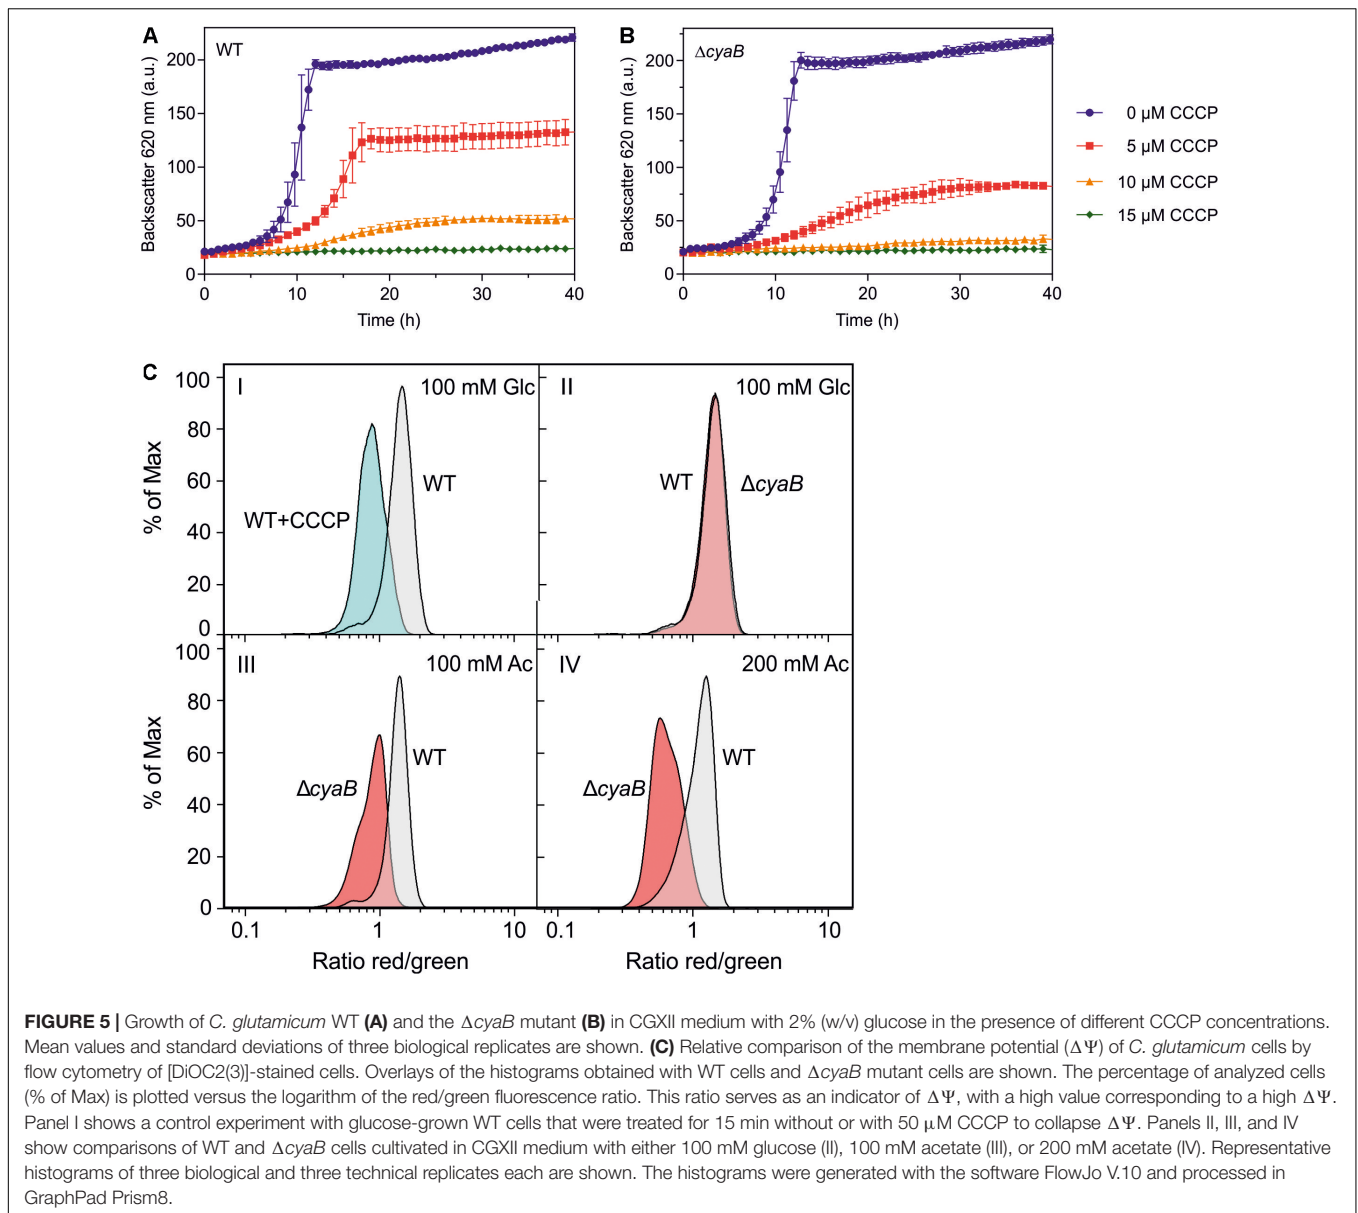 A
WT
Backscatter 620 nm (a.u.)
200
150
100
50
0
0 10 20 30 40
Time (h)
B
ΔcyaB
Backscatter 620 nm (a.u.)
200
150
100
50
0
0 10 20 30 40
Time (h)
0 µM CCCP
5 µM CCCP
10 µM CCCP
15 µM CCCP
C
I
100 mM Glc
% of Max
100
80
60
40
20
0
WT
WT+CCCP
II
100 mM Glc
WT
ΔcyaB
III
100 mM Ac
% of Max
100
80
60
40
20
0
WT
ΔcyaB
0.1 1 10
Ratio red/green
IV
200 mM Ac
WT
ΔcyaB
0.1 1 10
Ratio red/green
FIGURE 5 | Growth of C. glutamicum WT (A) and the ΔcyaB mutant (B) in CGXII medium with 2% (w/v) glucose in the presence of different CCCP concentrations.
Mean values and standard deviations of three biological replicates are shown. (C) Relative comparison of the membrane potential (ΔΨ) of C. glutamicum cells by
flow cytometry of [DiOC2(3)]-stained cells. Overlays of the histograms obtained with WT cells and ΔcyaB mutant cells are shown. The percentage of analyzed cells
(% of Max) is plotted versus the logarithm of the red/green fluorescence ratio. This ratio serves as an indicator of ΔΨ, with a high value corresponding to a high ΔΨ.
Panel I shows a control experiment with glucose-grown WT cells that were treated for 15 min without or with 50 µM CCCP to collapse ΔΨ. Panels II, III, and IV
show comparisons of WT and ΔcyaB cells cultivated in CGXII medium with either 100 mM glucose (II), 100 mM acetate (III), or 200 mM acetate (IV). Representative
histograms of three biological and three technical replicates each are shown. The histograms were generated with the software FlowJo V.10 and processed in
GraphPad Prism8.